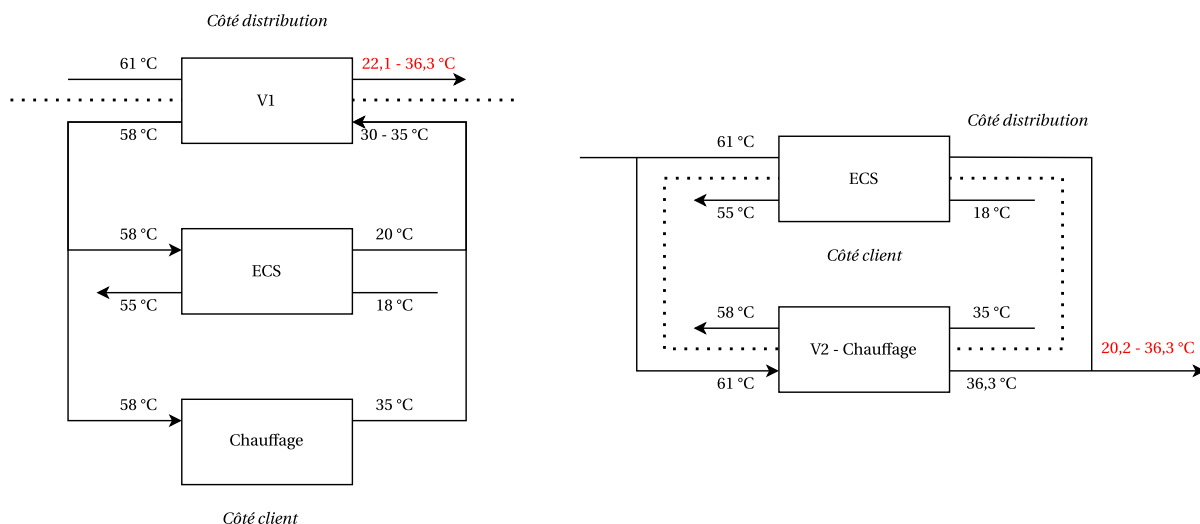 Côté distribution
61 °C
22,1 - 36,3 °C
V1
58 °C
30 - 35 °C
58 °C
20 °C
ECS
55 °C
18 °C
58 °C
35 °C
Chauffage
Côté client
Côté distribution
61 °C
ECS
55 °C
18 °C
Côté client
58 °C
35 °C
V2 - Chauffage
20,2 - 36,3 °C
61 °C
36,3 °C